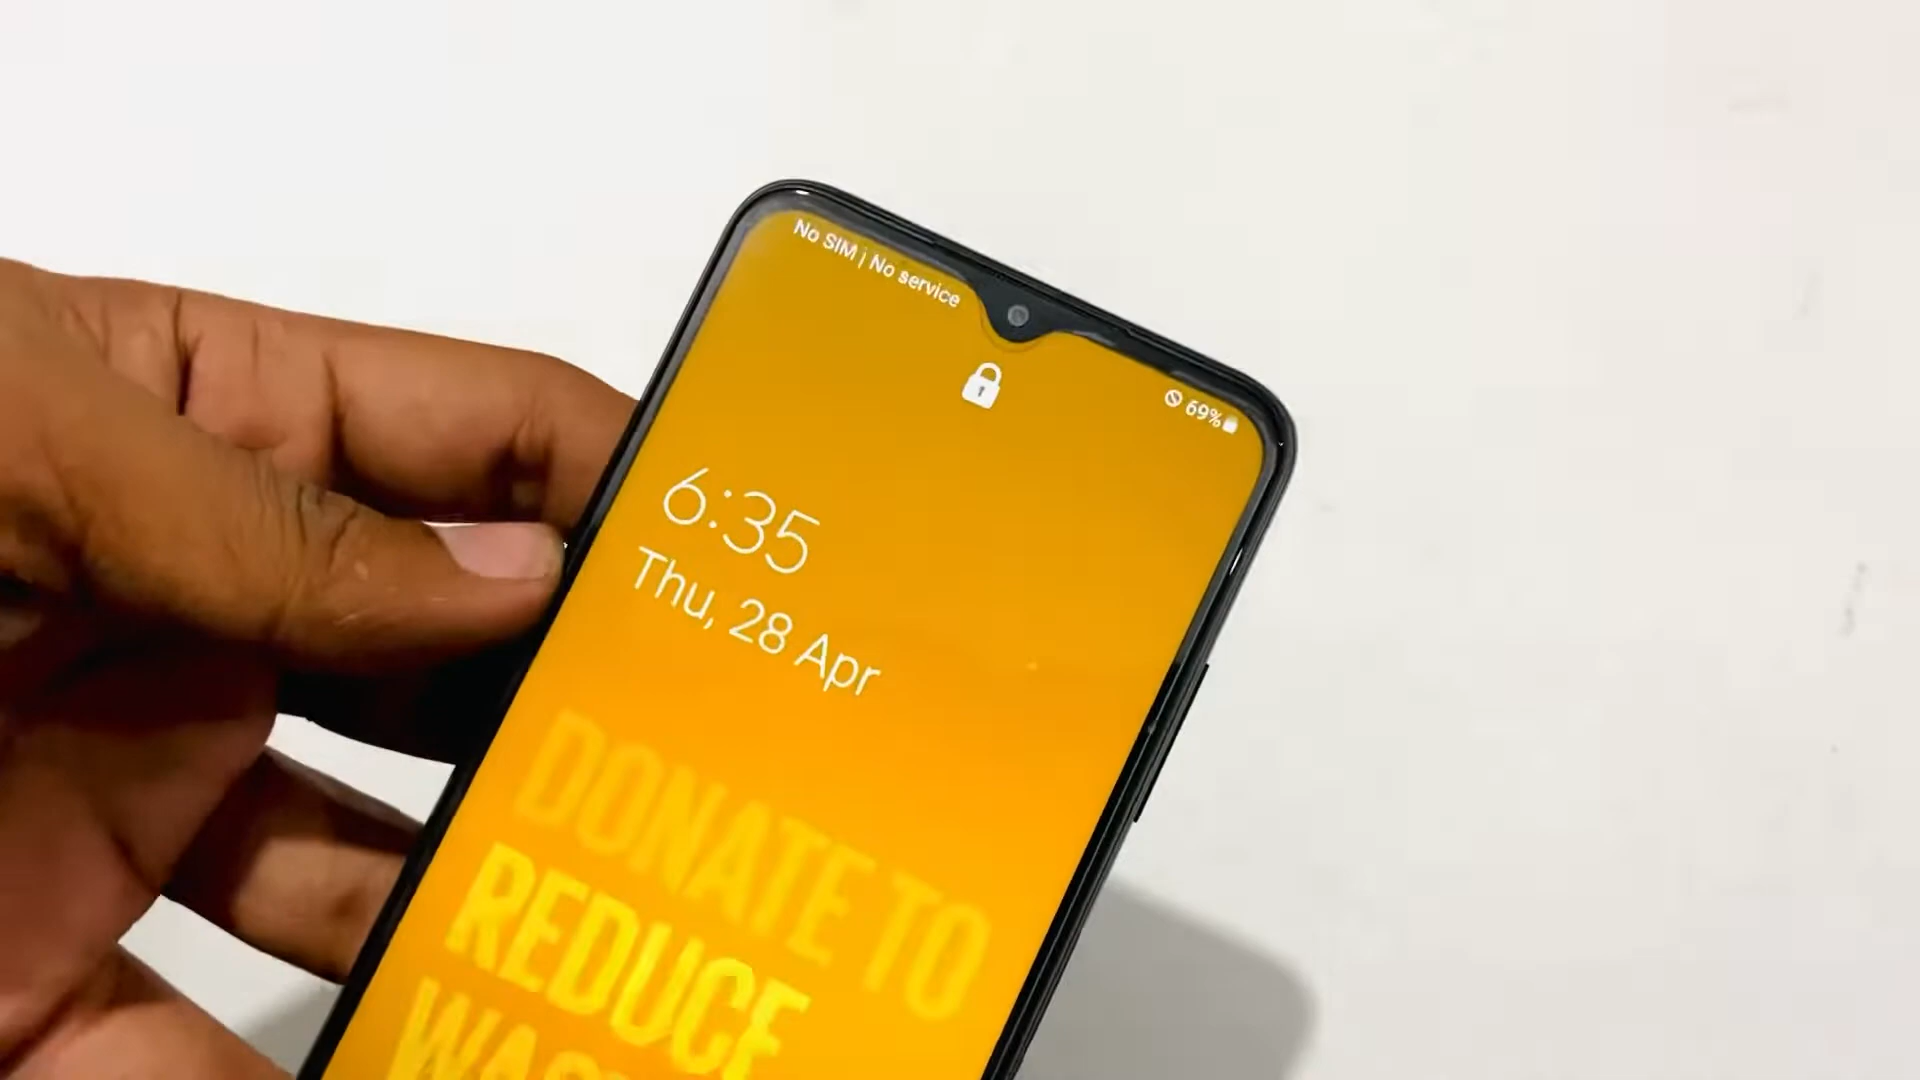 No SIM | No service
69%
6:35
Thu, 28 Apr
DONATE TO
REDUCE